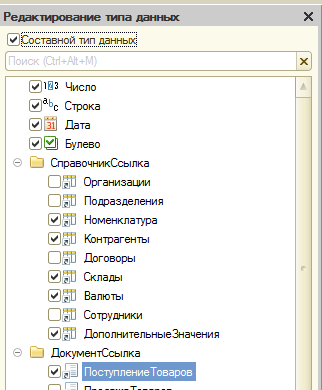 Редактирование типа данных
Составной тип данных
Поиск (Ctrl+Alt+M)
Число
Строка
Дата
Булево
СправочникСсылка
Организации
Подразделения
Номенклатура
Контрагенты
Договоры
Склады
Валюты
Сотрудники
ДополнительныеЗначения
ДокументСсылка
ПоступлениеТоваров